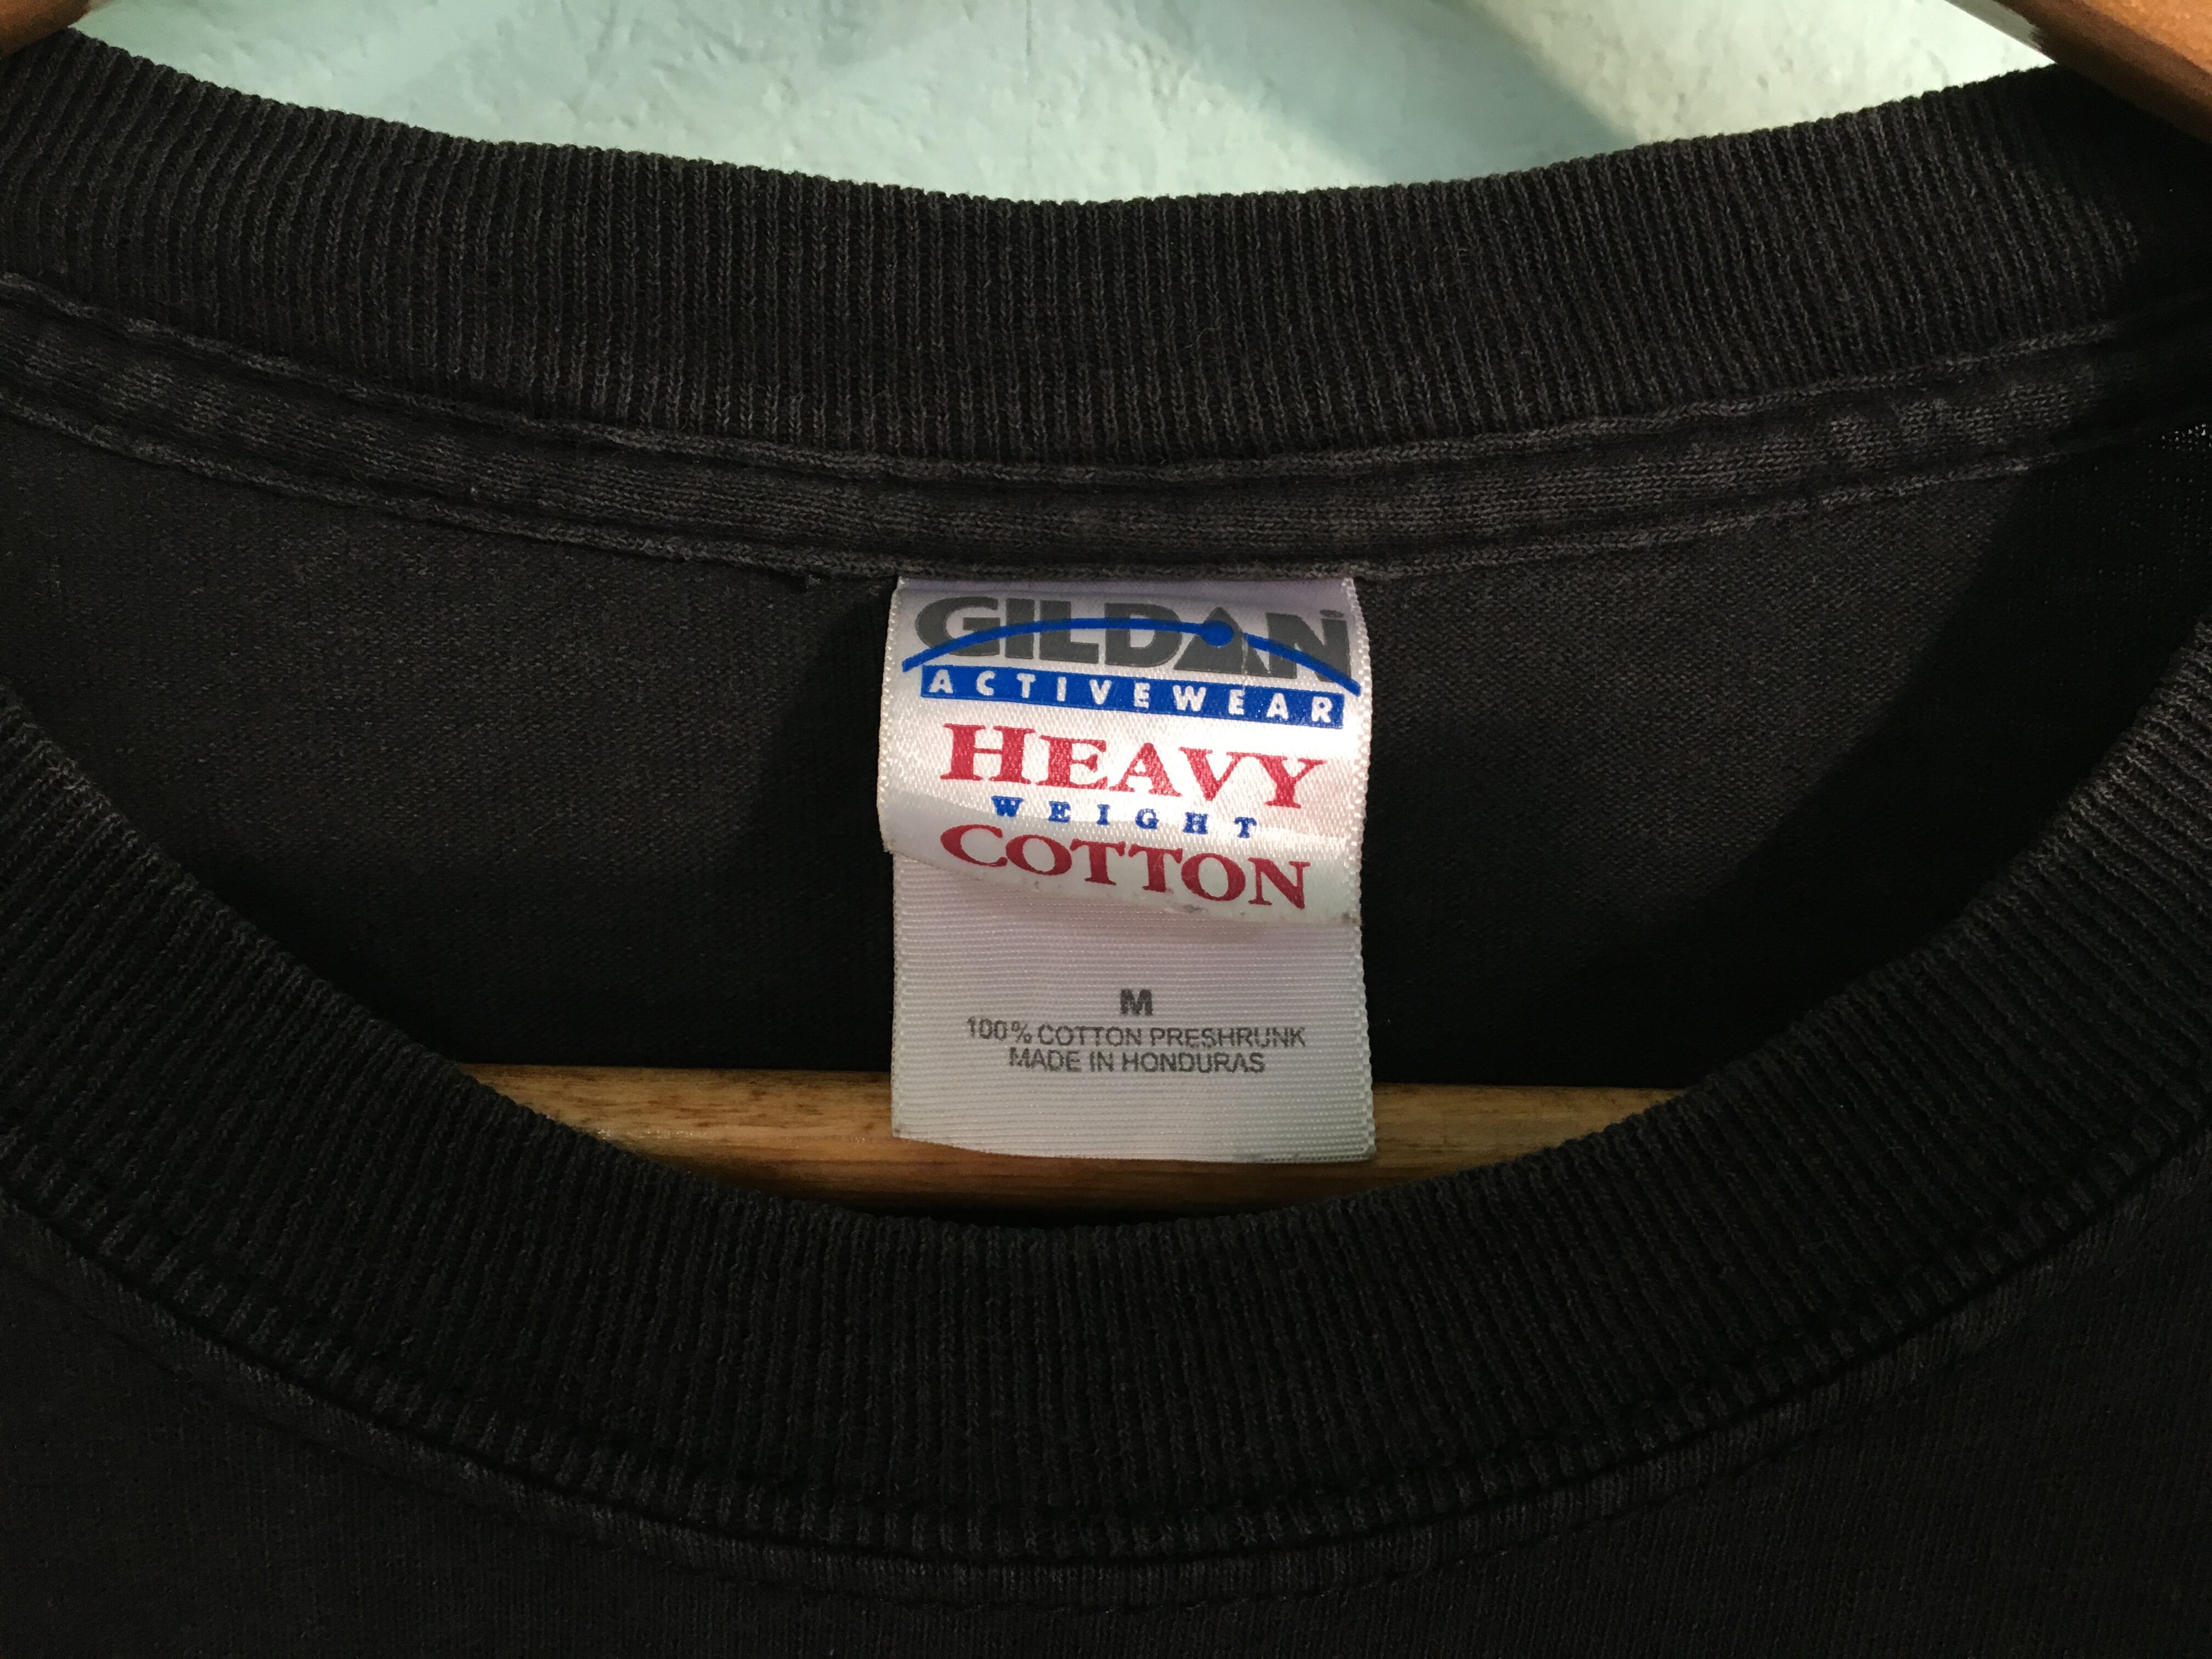 GILDAN
ACTIVEWEAR
HEAVY
WEIGHT
COTTON
M
100% COTTON PRESHRUNK
MADE IN HONDURAS